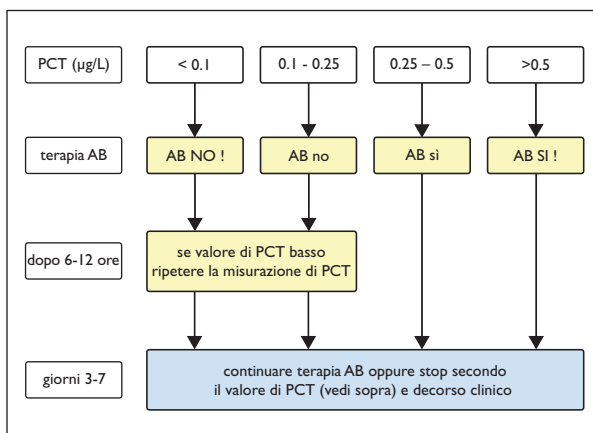 PCT (µg/L)
< 0.1
0.1 - 0.25
0.25 – 0.5
>0.5
terapia AB
AB NO !
AB no
AB sì
AB SI !
dopo 6-12 ore
se valore di PCT basso
ripetere la misurazione di PCT
giorni 3-7
continuare terapia AB oppure stop secondo
il valore di PCT (vedi sopra) e decorso clinico